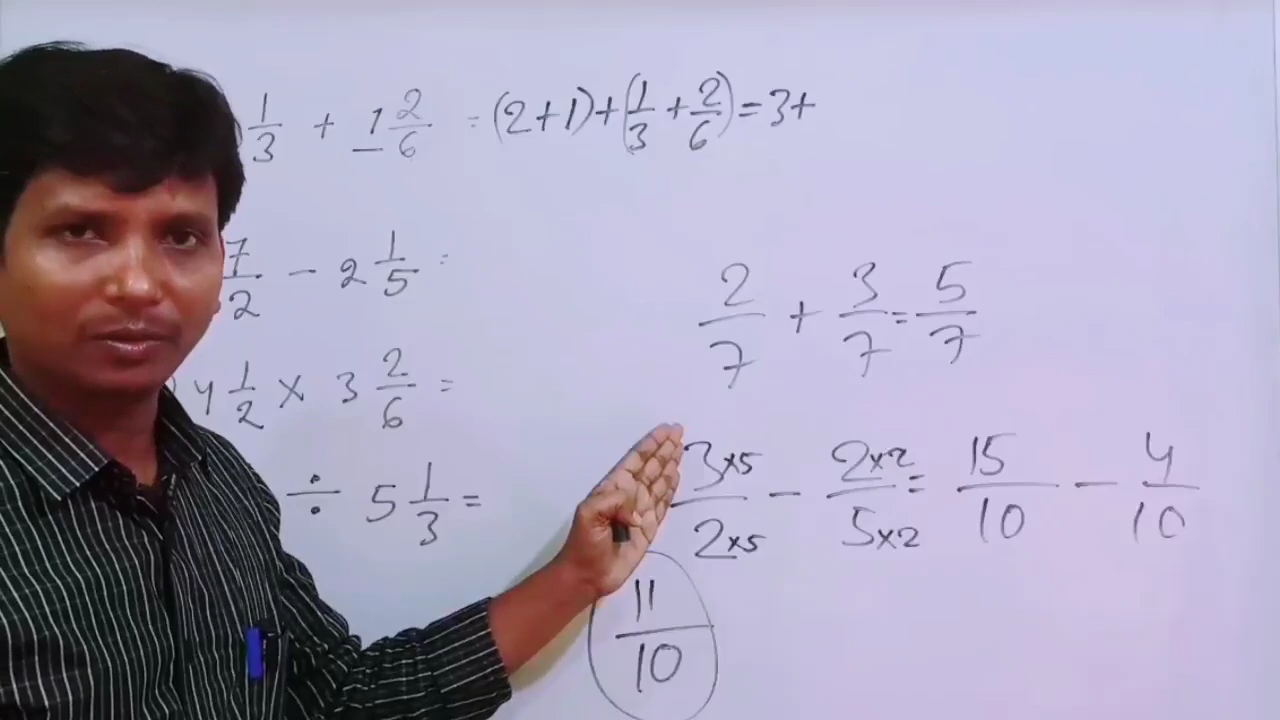 1/3 + 1 2/6 = (2+1)+(1/3 + 2/6) = 3+
7/2 - 2 1/5 =
4 1/2 × 3 2/6 =
÷ 5 1/3 =
2/7 + 3/7 = 5/7
3×5/2×5 - 2×2/5×2 = 15/10 - 4/10
11/10